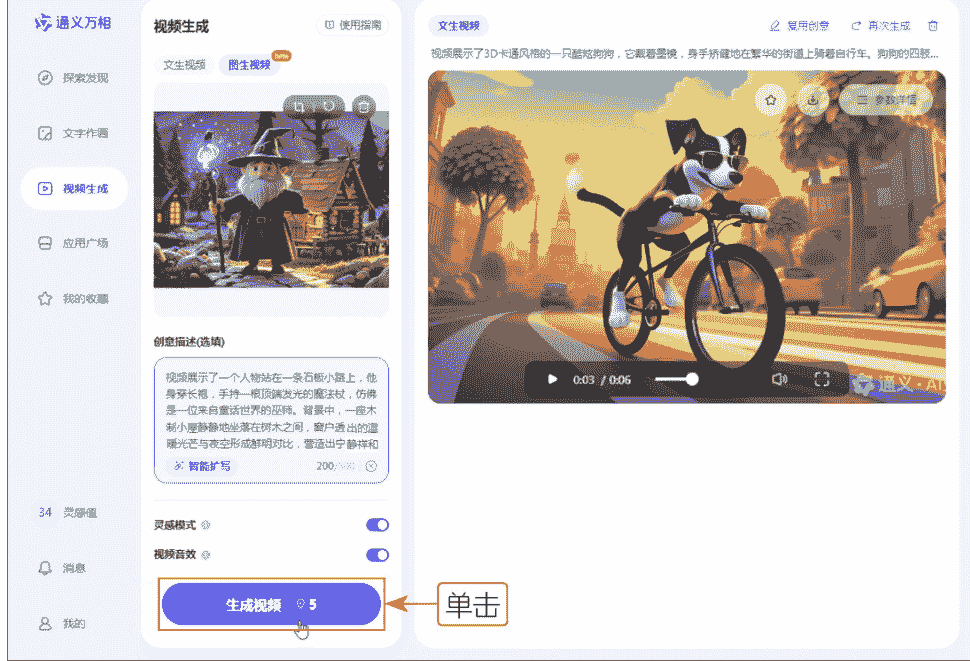 通义万相
探索发现
文字作画
视频生成
应用广场
我的收藏
34 灵感值
消息
我的
视频生成
使用指南
文生视频
图生视频
new
创意描述(选填)
视频展示了一个人物站在一条石板小路上，他
身穿长袍，手持一根顶端发光的魔法杖，仿佛
是一位来自童话世界的巫师。背景中，一座木
制小屋静静地坐落在树木之间，窗户透出的温
暖光芒与夜空形成鲜明对比，营造出宁静祥和
智能扩写
200/500
灵感模式
视频音效
生成视频 5
单击
文生视频
复用创意
再次生成
视频展示了3D卡通风格的一只酷炫狗狗，它戴着墨镜，身手矫健地在繁华的街道上骑着自行车。狗狗的四肢...
参数详情
0:03 / 0:06
通义·AI